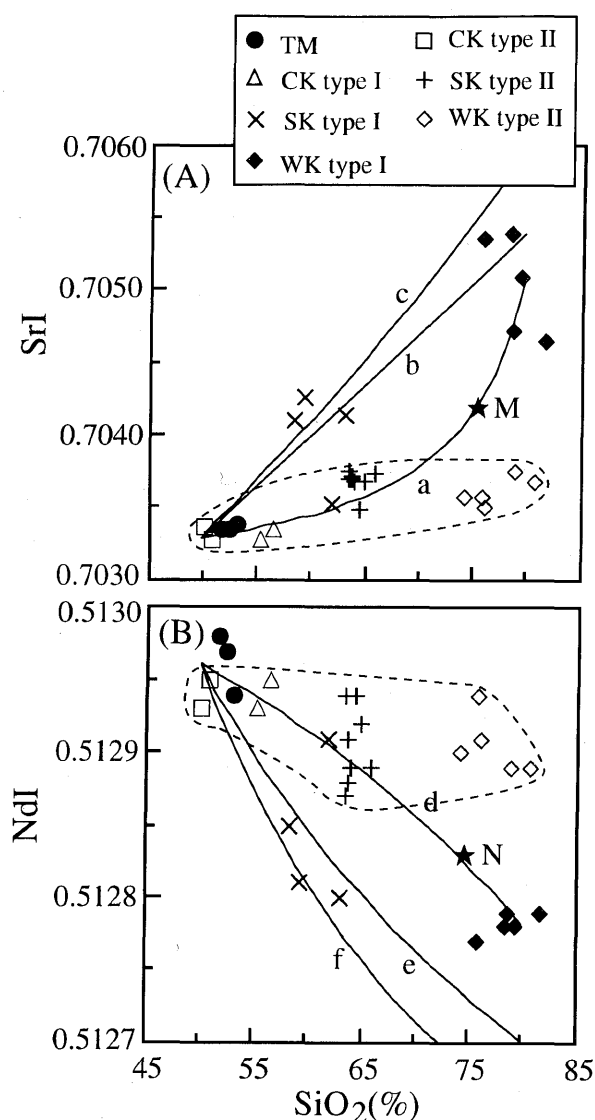 TM
CK type II
CK type I
SK type II
SK type I
WK type II
WK type I
0.7060
(A)
0.7050
c
SrI
b
M
0.7040
a
0.7030
0.5130
(B)
0.5129
d
NdI
N
0.5128
f
e
0.5127
45
55
65
75
85
SiO₂(%)